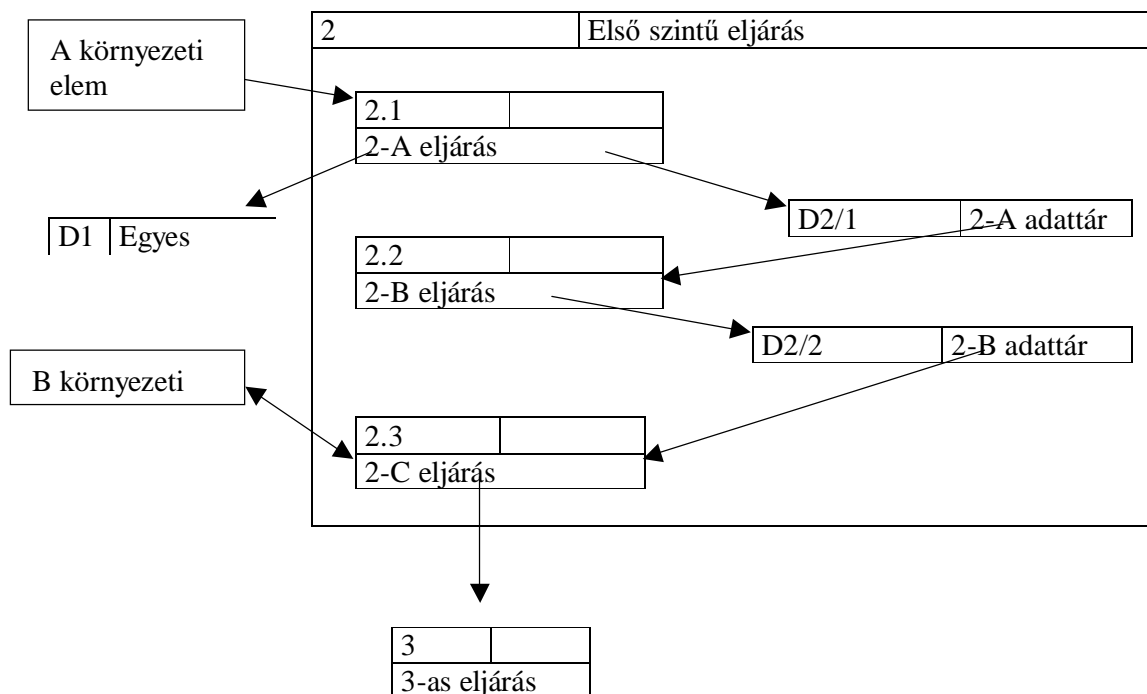 2 Első szintű eljárás
A környezeti
elem
2.1
2-A eljárás
D2/1 2-A adattár
D1 Egyes
2.2
2-B eljárás
D2/2 2-B adattár
B környezeti
2.3
2-C eljárás
3
3-as eljárás